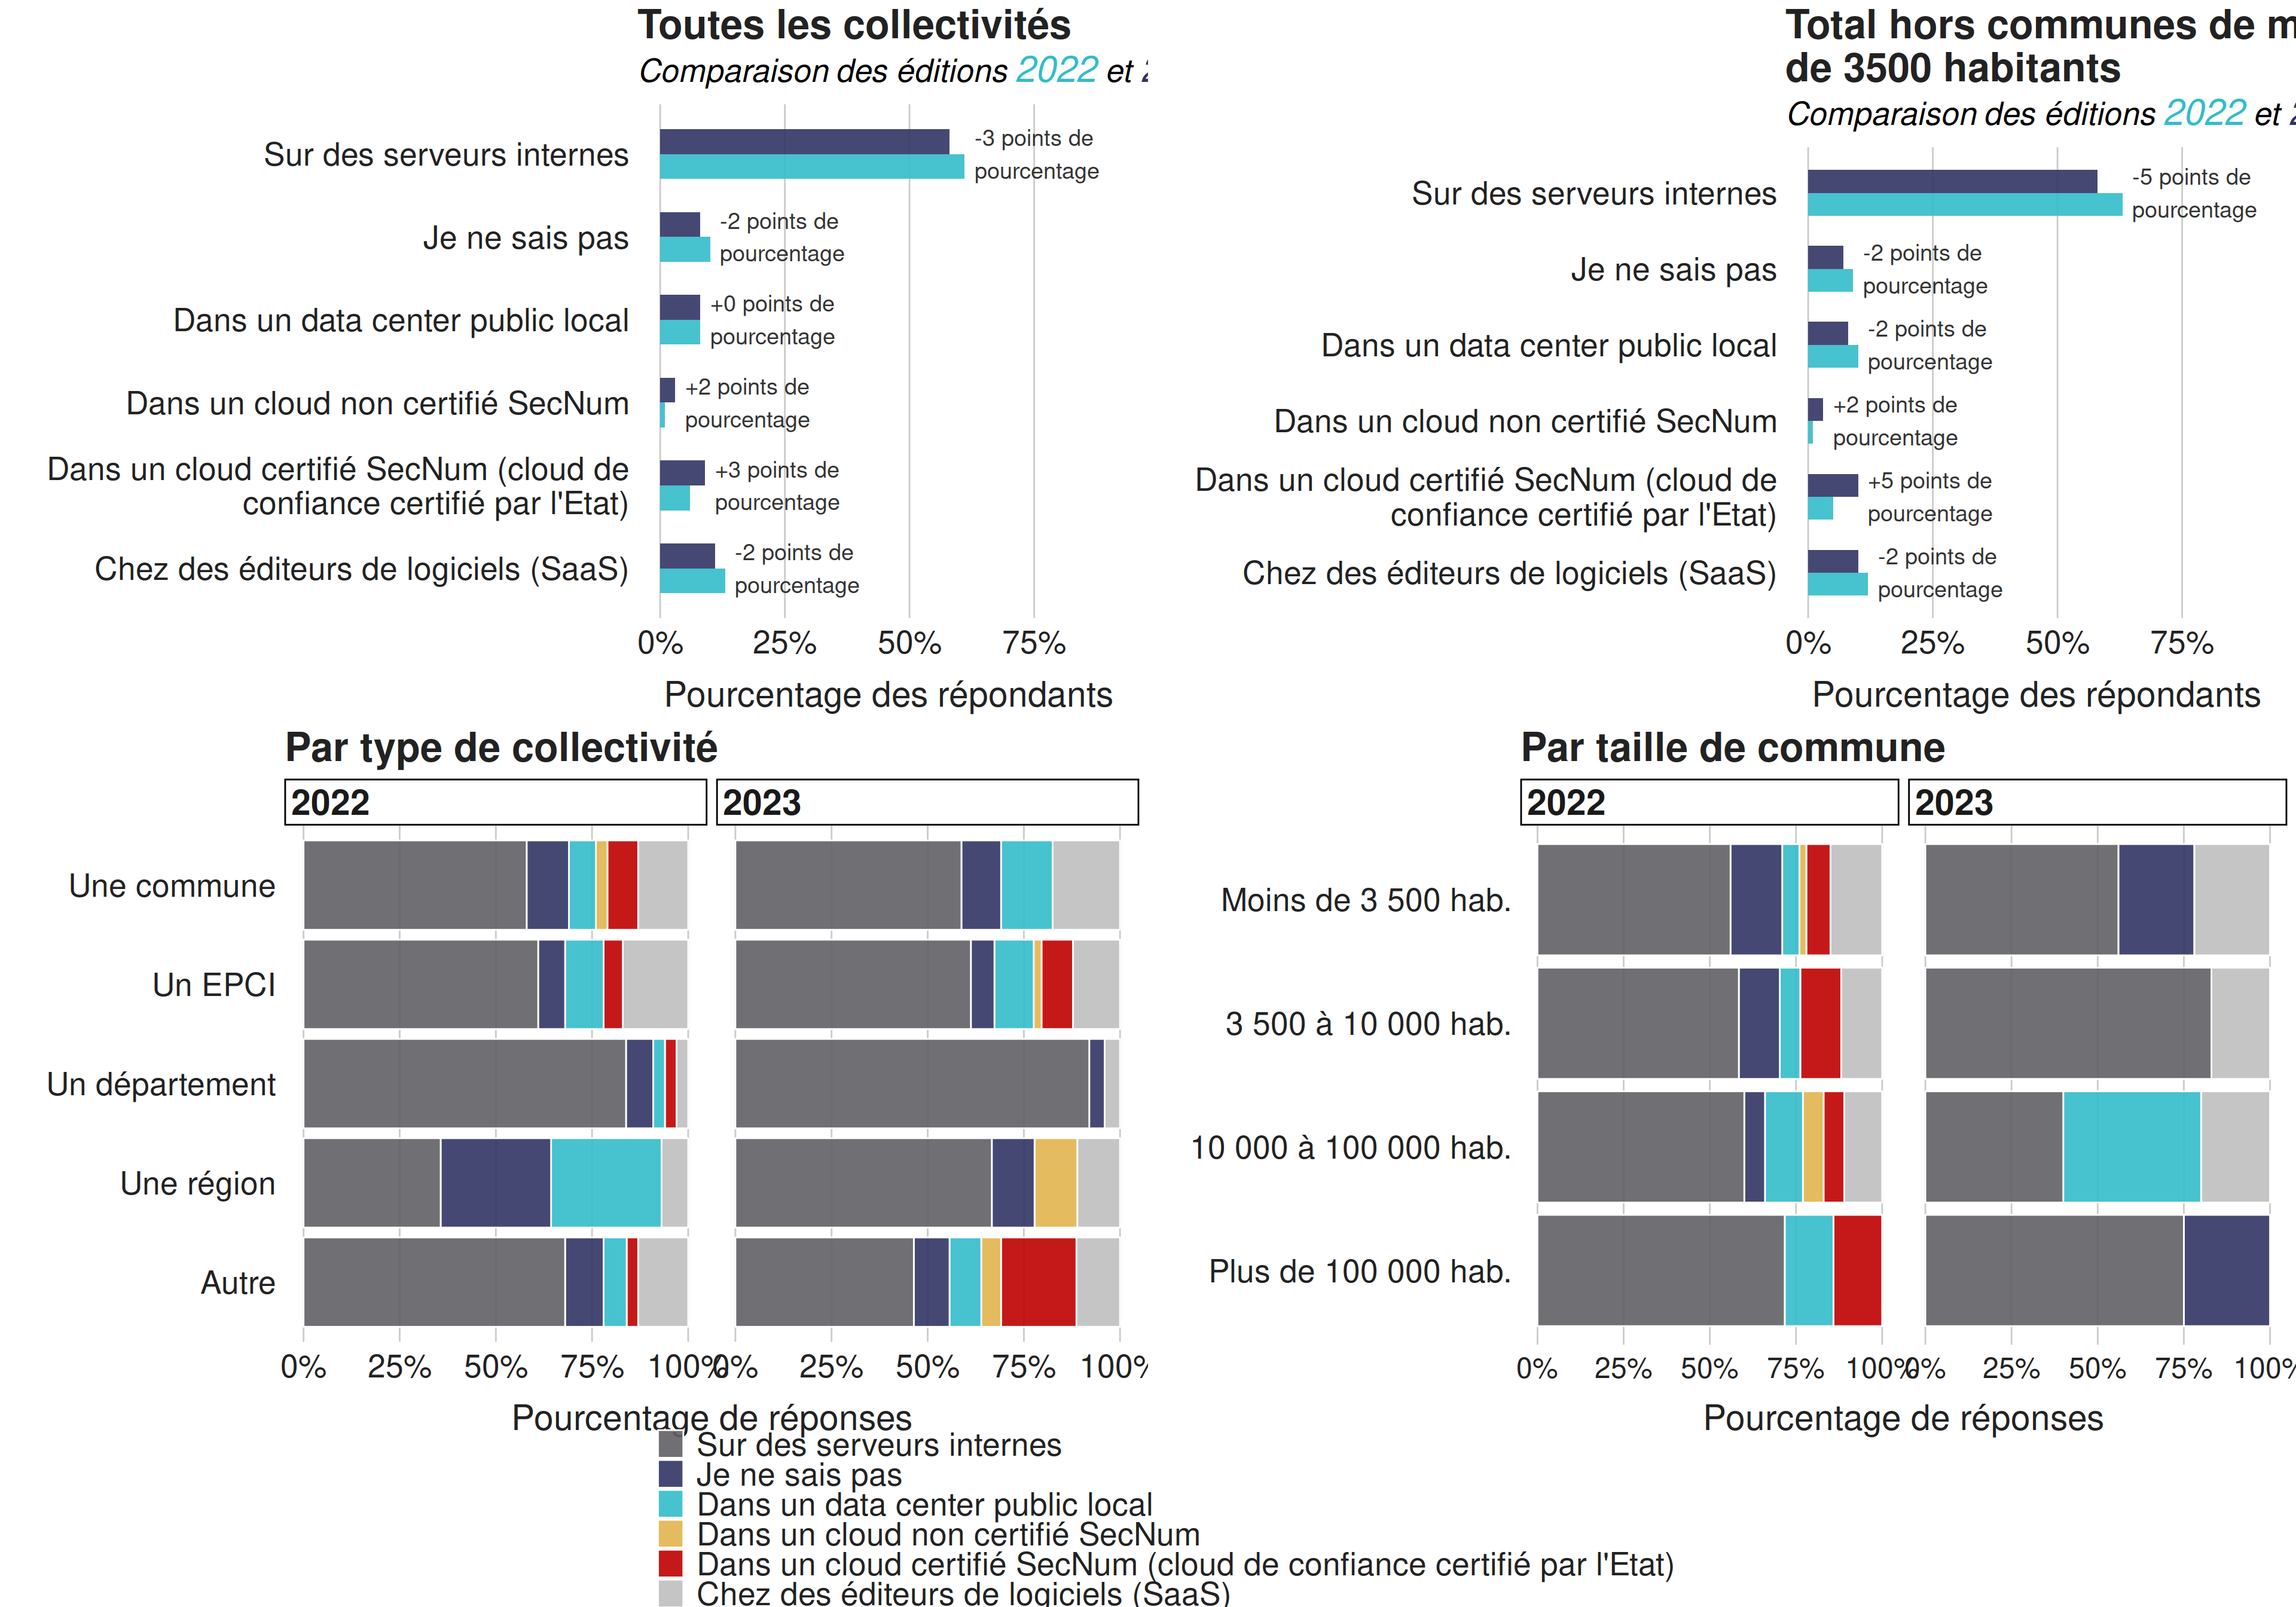 Toutes les collectivités
Comparaison des éditions 2022 et
Sur des serveurs internes
-3 points de
pourcentage
Je ne sais pas
-2 points de
pourcentage
Dans un data center public local
+0 points de
pourcentage
Dans un cloud non certifié SecNum
+2 points de
pourcentage
Dans un cloud certifié SecNum (cloud de
confiance certifié par l'Etat)
+3 points de
pourcentage
Chez des éditeurs de logiciels (SaaS)
-2 points de
pourcentage
0% 25% 50% 75%
Pourcentage des répondants
Total hors communes de
de 3500 habitants
Comparaison des éditions 2022 et
Sur des serveurs internes
-5 points de
pourcentage
Je ne sais pas
-2 points de
pourcentage
Dans un data center public local
-2 points de
pourcentage
Dans un cloud non certifié SecNum
+2 points de
pourcentage
Dans un cloud certifié SecNum (cloud de
confiance certifié par l'Etat)
+5 points de
pourcentage
Chez des éditeurs de logiciels (SaaS)
-2 points de
pourcentage
0% 25% 50% 75%
Pourcentage des répondants
Par type de collectivité
2022 2023
Une commune
Un EPCI
Un département
Une région
Autre
0% 25% 50% 75% 100% 0% 25% 50% 75% 100%
Pourcentage de réponses
Par taille de commune
2022 2023
Moins de 3 500 hab.
3 500 à 10 000 hab.
10 000 à 100 000 hab.
Plus de 100 000 hab.
0% 25% 50% 75% 100% 0% 25% 50% 75% 100%
Pourcentage de réponses
Sur des serveurs internes
Je ne sais pas
Dans un data center public local
Dans un cloud non certifié SecNum
Dans un cloud certifié SecNum (cloud de confiance certifié par l'Etat)
Chez des éditeurs de logiciels (SaaS)